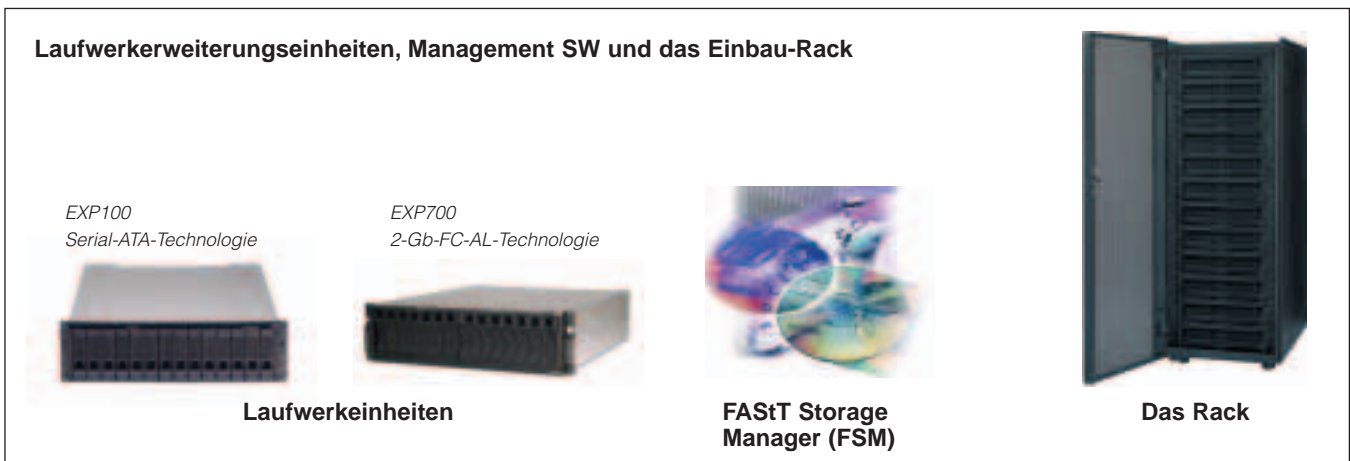 Laufwerkerweiterungseinheiten, Management SW und das Einbau-Rack
EXP100
Serial-ATA-Technologie
EXP700
2-Gb-FC-AL-Technologie
Laufwerkeinheiten
FAStT Storage
Manager (FSM)
Das Rack